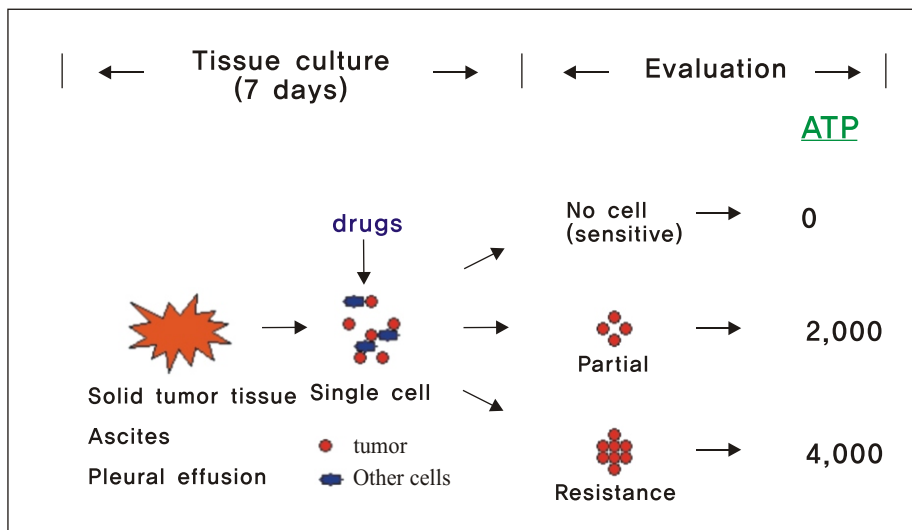 Tissue culture
(7 days)
Evaluation
ATP
No cell
(sensitive)
0
drugs
Partial
2,000
Solid tumor tissue
Single cell
Ascites
tumor
Pleural effusion
Other cells
Resistance
4,000